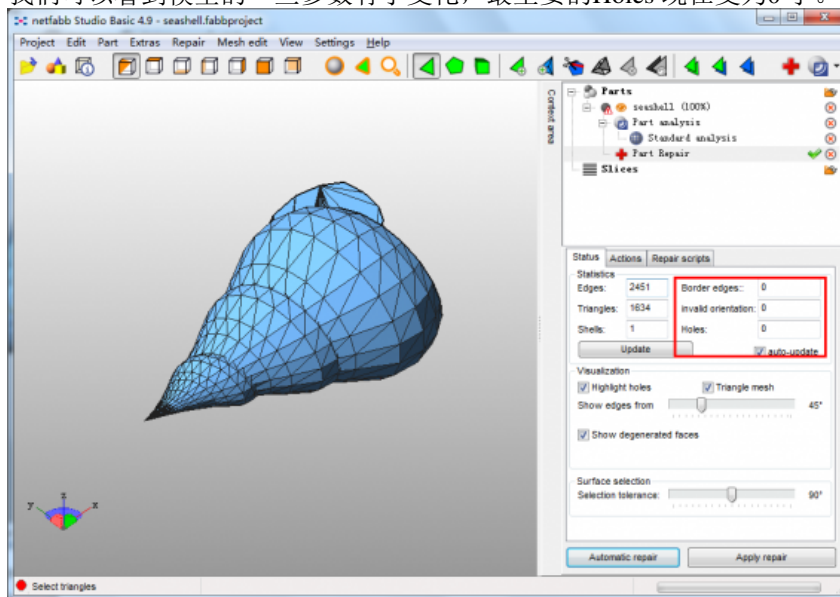 netfabb Studio Basic 4.9 - seashell.fabbproject
Project Edit Part Extras Repair Mesh edit View Settings Help
Context area
Parts
seashell (100%)
Part analysis
Standard analysis
Part Repair
Slices
Status Actions Repair scripts
Statistics
Edges: 2451 Border edges:: 0
Triangles: 1634 Invalid orientation: 0
Shells: 1 Holes: 0
Update auto-update
Visualization
Highlight holes Triangle mesh
Show edges from 45°
Show degenerated faces
Surface selection
Selection tolerance: 90°
Automatic repair Apply repair
z
y x
Select triangles